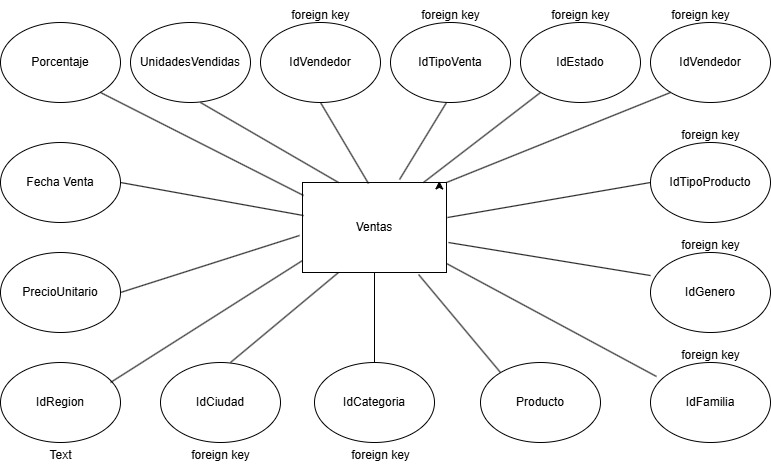 foreign key
foreign key
foreign key
foreign key
Porcentaje
UnidadesVendidas
IdVendedor
IdTipoVenta
IdEstado
IdVendedor
foreign key
Fecha Venta
IdTipoProducto
Ventas
foreign key
PrecioUnitario
IdGenero
foreign key
IdRegion
IdCiudad
IdCategoria
Producto
IdFamilia
Text
foreign key
foreign key